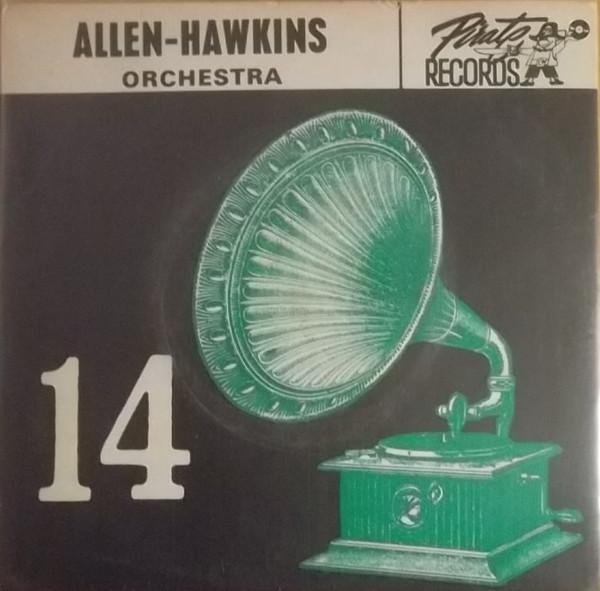 ALLEN-HAWKINS
ORCHESTRA
Pirate
RECORDS
14